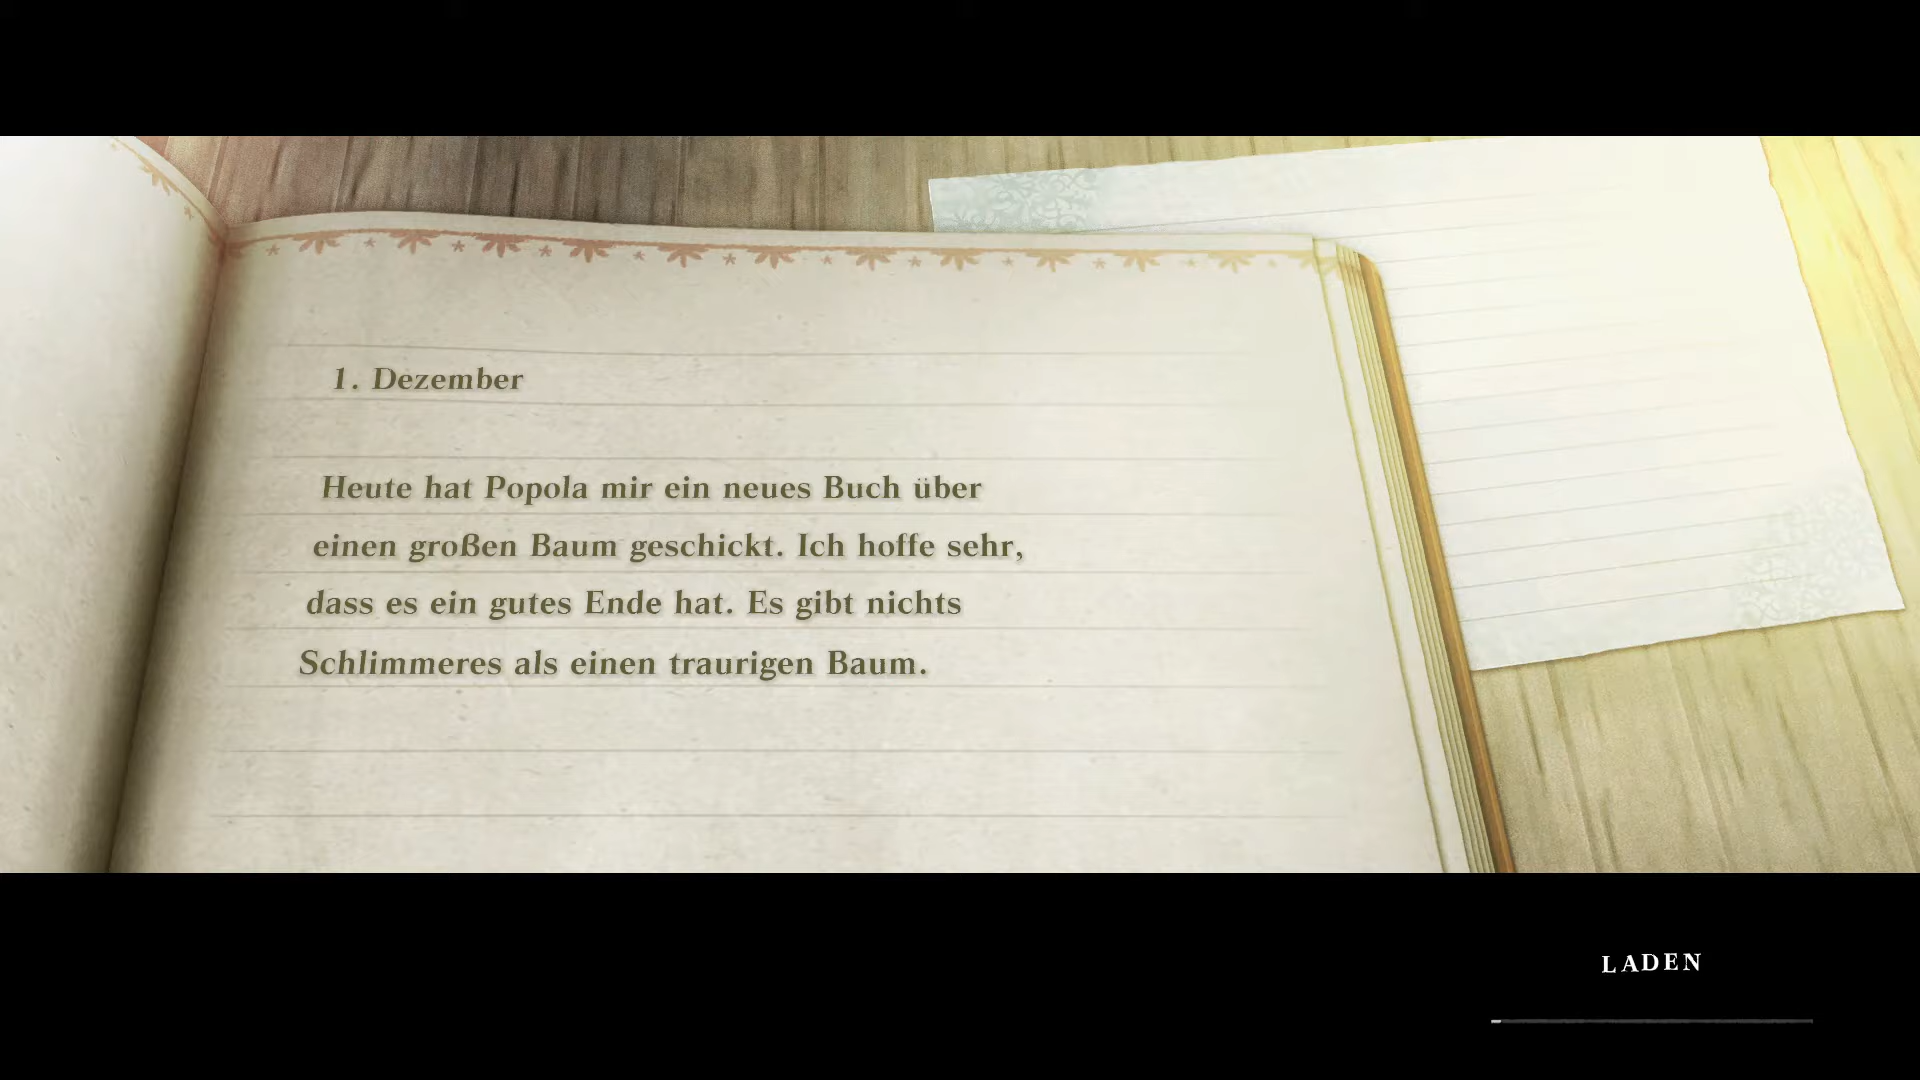 1. Dezember
Heute hat Popola mir ein neues Buch über
einen großen Baum geschickt. Ich hoffe sehr,
dass es ein gutes Ende hat. Es gibt nichts
Schlimmeres als einen traurigen Baum.
LADEN